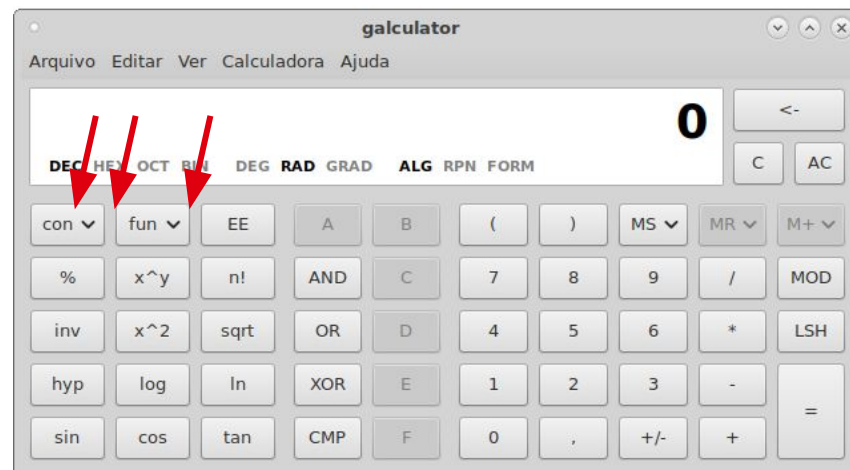 galculator
Arquivo Editar Ver Calculadora Ajuda
0
<-
DEC HEX OCT BIN DEG RAD GRAD ALG RPN FORM
C AC
con fun EE A B ( ) MS MR M+
% x^y n! AND C 7 8 9 / MOD
inv x^2 sqrt OR D 4 5 6 * LSH
hyp log ln XOR E 1 2 3 -
=
sin cos tan CMP F 0 , +/- +